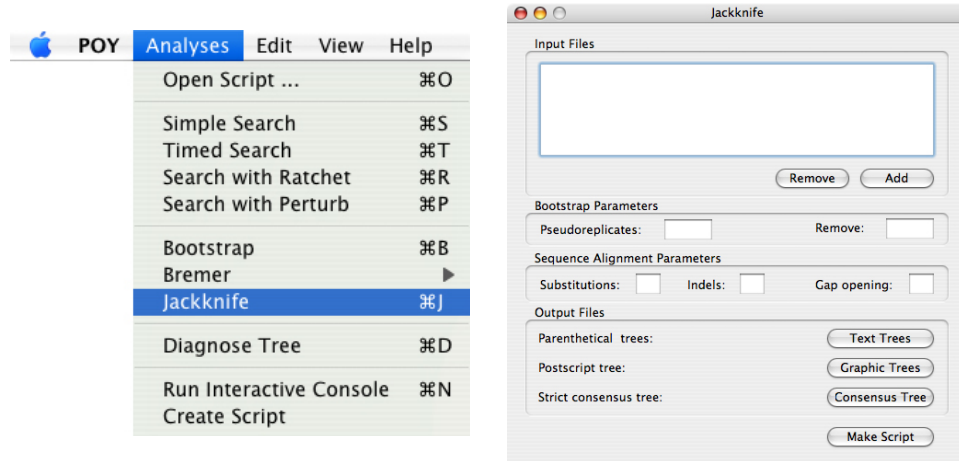 POY Analyses Edit View Help
Open Script ... ⌘O
Simple Search ⌘S
Timed Search ⌘T
Search with Ratchet ⌘R
Search with Perturb ⌘P
Bootstrap ⌘B
Bremer
Jackknife ⌘J
Diagnose Tree ⌘D
Run Interactive Console ⌘N
Create Script
Jackknife
Input Files
Remove Add
Bootstrap Parameters
Pseudoreplicates: Remove:
Sequence Alignment Parameters
Substitutions: Indels: Gap opening:
Output Files
Parenthetical trees: Text Trees
Postscript tree: Graphic Trees
Strict consensus tree: Consensus Tree
Make Script